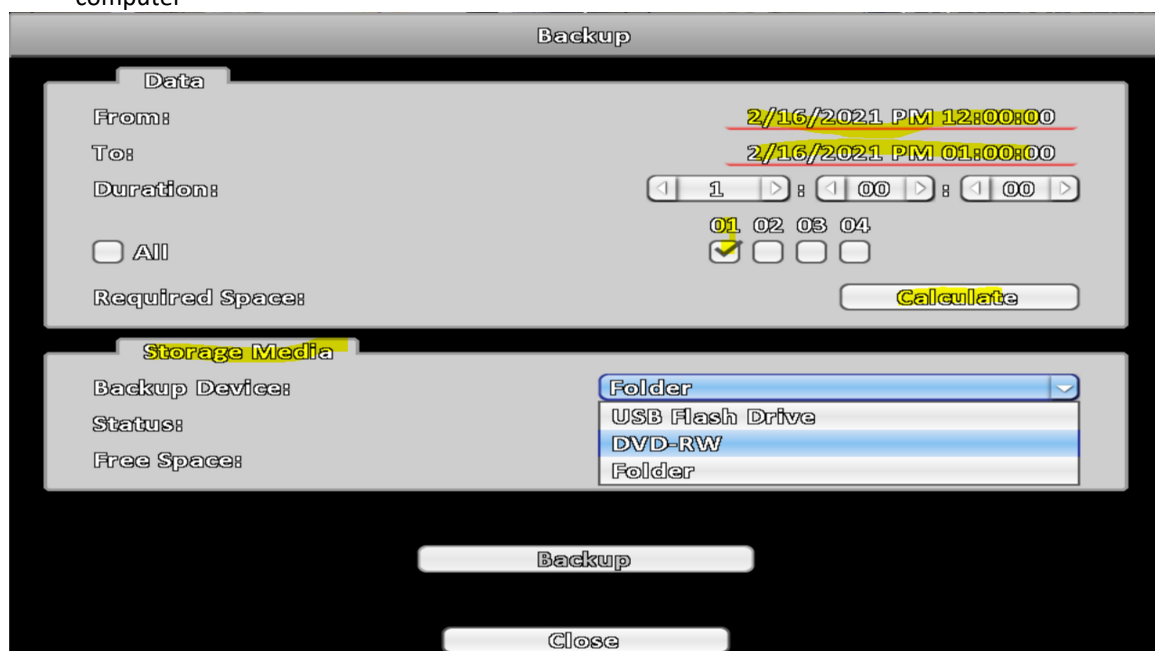 computer
Backup
Data
From: 2/16/2021 PM 12:00:00
To: 2/16/2021 PM 01:00:00
Duration: 1 : 00 : 00
01 02 03 04
All
Required Space: Calculate
Storage Media
Backup Device: Folder
USB Flash Drive
Status:
DVD-RW
Free Space:
Folder
Backup
Close